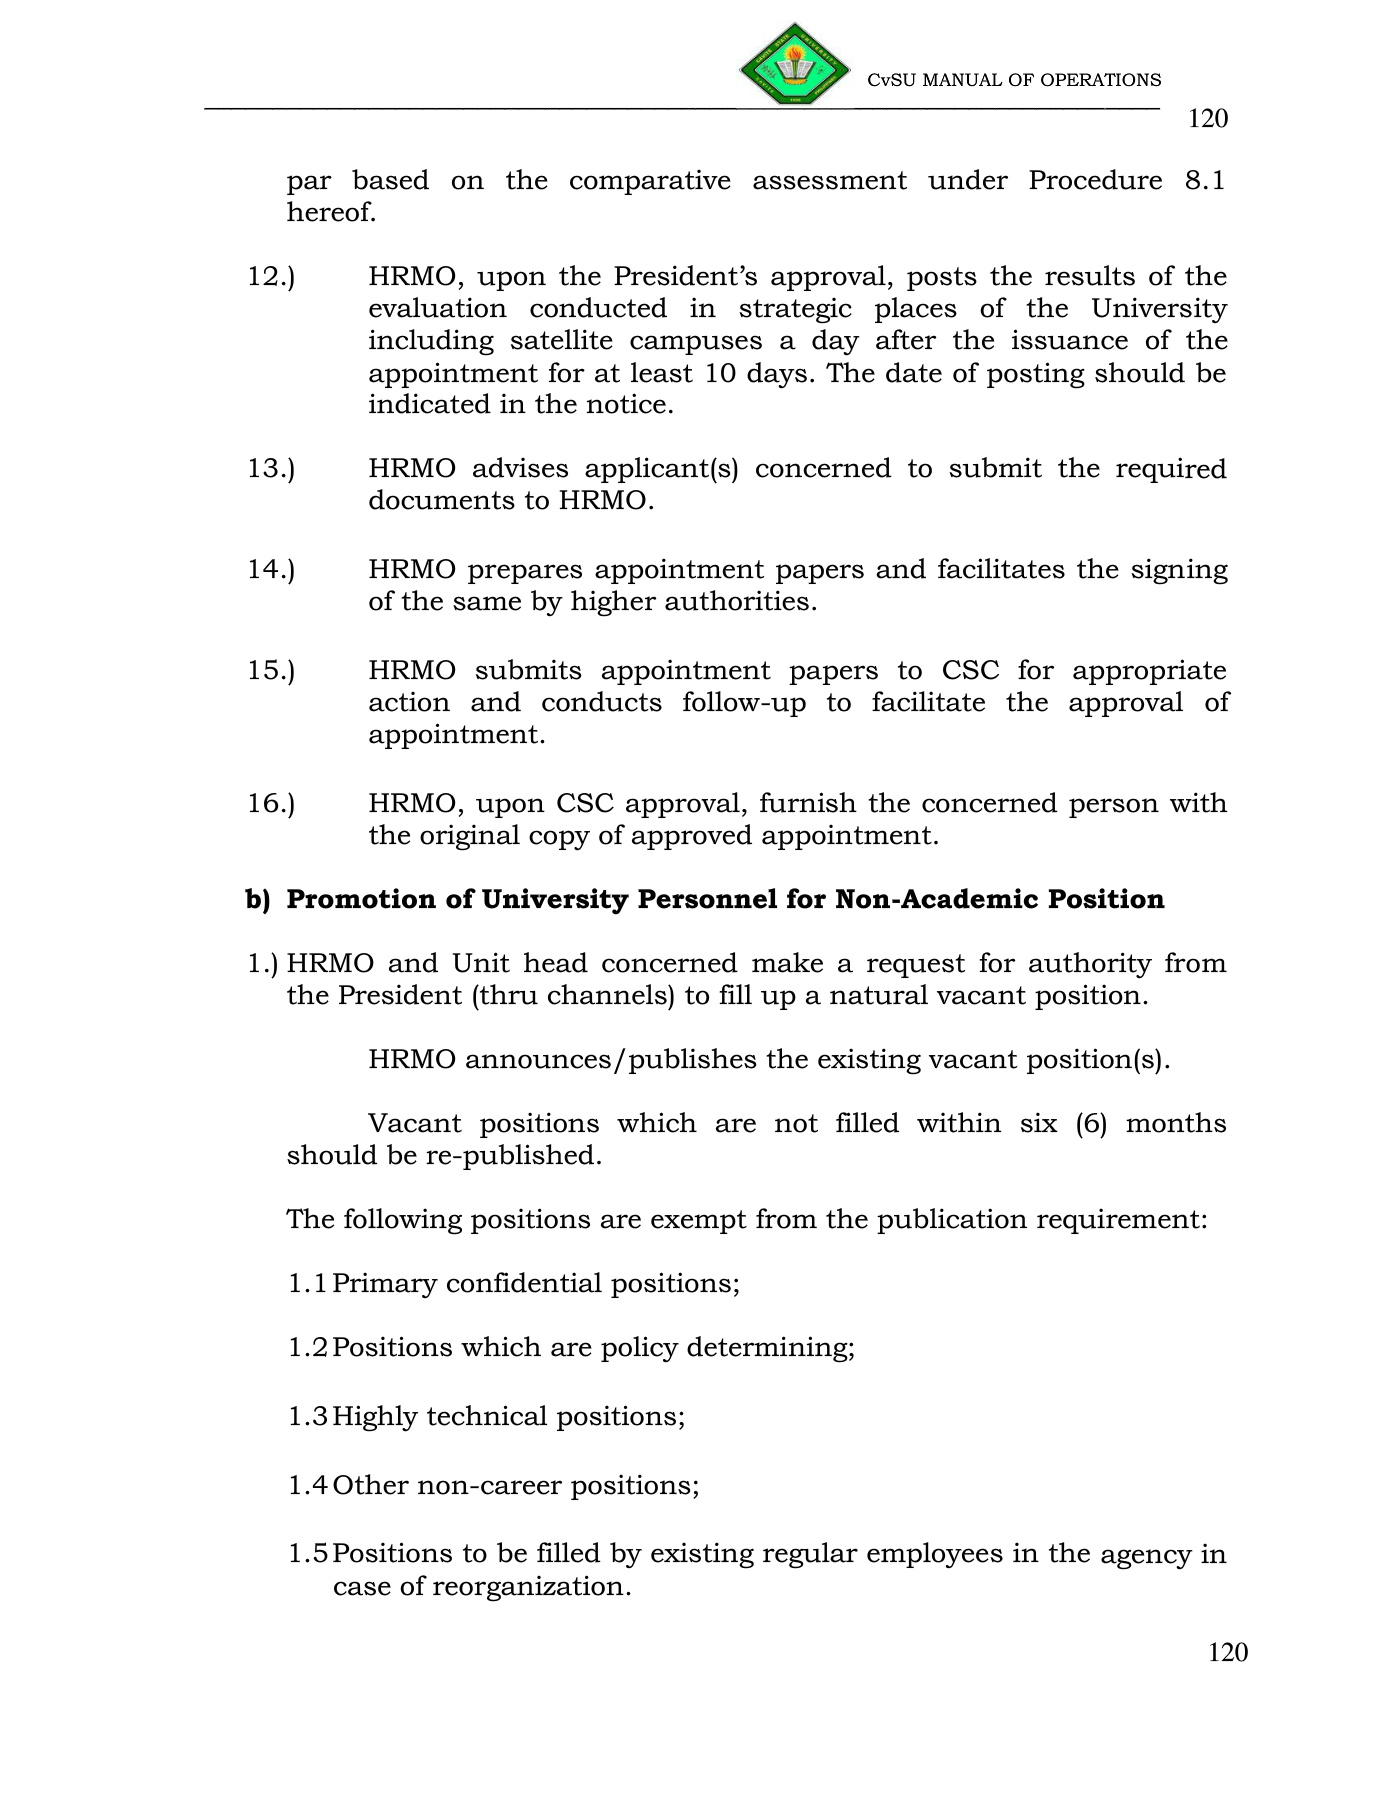 CvSU MANUAL OF OPERATIONS
120
par based on the comparative assessment under Procedure 8.1
hereof.
12.) HRMO, upon the President’s approval, posts the results of the
evaluation conducted in strategic places of the University
including satellite campuses a day after the issuance of the
appointment for at least 10 days. The date of posting should be
indicated in the notice.
13.) HRMO advises applicant(s) concerned to submit the required
documents to HRMO.
14.) HRMO prepares appointment papers and facilitates the signing
of the same by higher authorities.
15.) HRMO submits appointment papers to CSC for appropriate
action and conducts follow-up to facilitate the approval of
appointment.
16.) HRMO, upon CSC approval, furnish the concerned person with
the original copy of approved appointment.
b) Promotion of University Personnel for Non-Academic Position
1.) HRMO and Unit head concerned make a request for authority from
the President (thru channels) to fill up a natural vacant position.
HRMO announces/publishes the existing vacant position(s).
Vacant positions which are not filled within six (6) months
should be re-published.
The following positions are exempt from the publication requirement:
1.1 Primary confidential positions;
1.2 Positions which are policy determining;
1.3 Highly technical positions;
1.4 Other non-career positions;
1.5 Positions to be filled by existing regular employees in the agency in
case of reorganization.
120